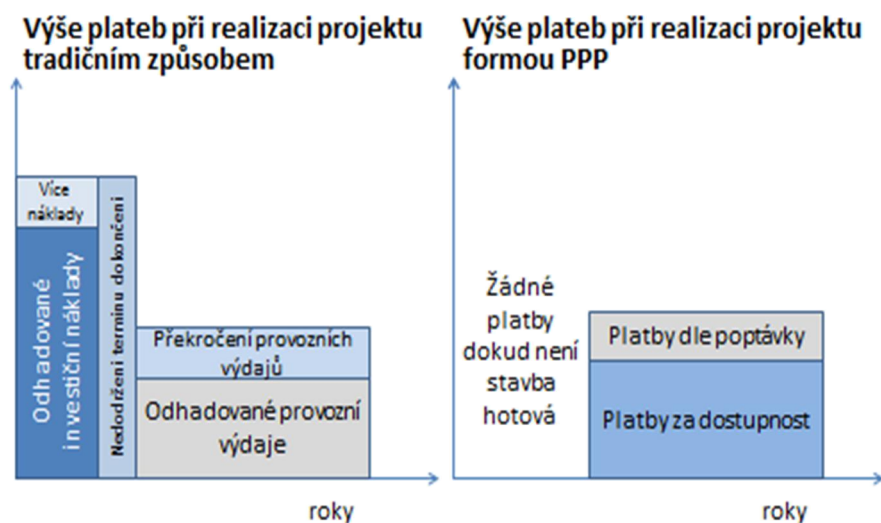 Výše plateb při realizaci projektu
tradičním způsobem
Více
náklady
Odhadované
investiční náklady
Nedodržení termínu dokončení
Překročení provozních
výdajů
Odhadované provozní
výdaje
roky
Výše plateb při realizaci projektu
formou PPP
Žádné
platby
dokud není
stavba
hotová
Platby dle poptávky
Platby za dostupnost
roky